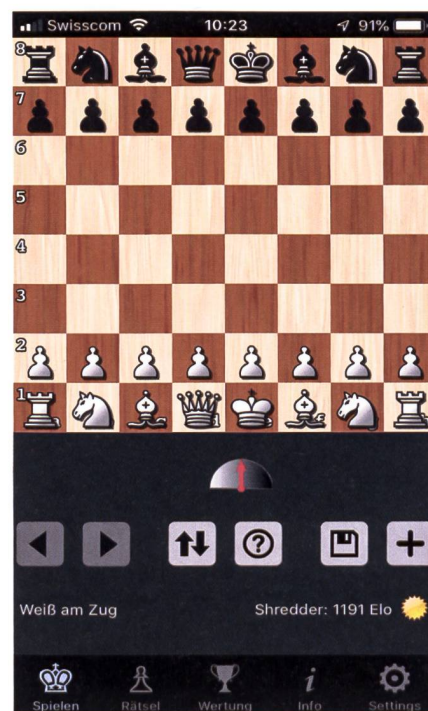 Swisscom 10:23 91%
8
7
6
5
4
3
2
1
Weiß am Zug Shredder: 1191 Elo
Spielen Rätsel Wertung Info Settings